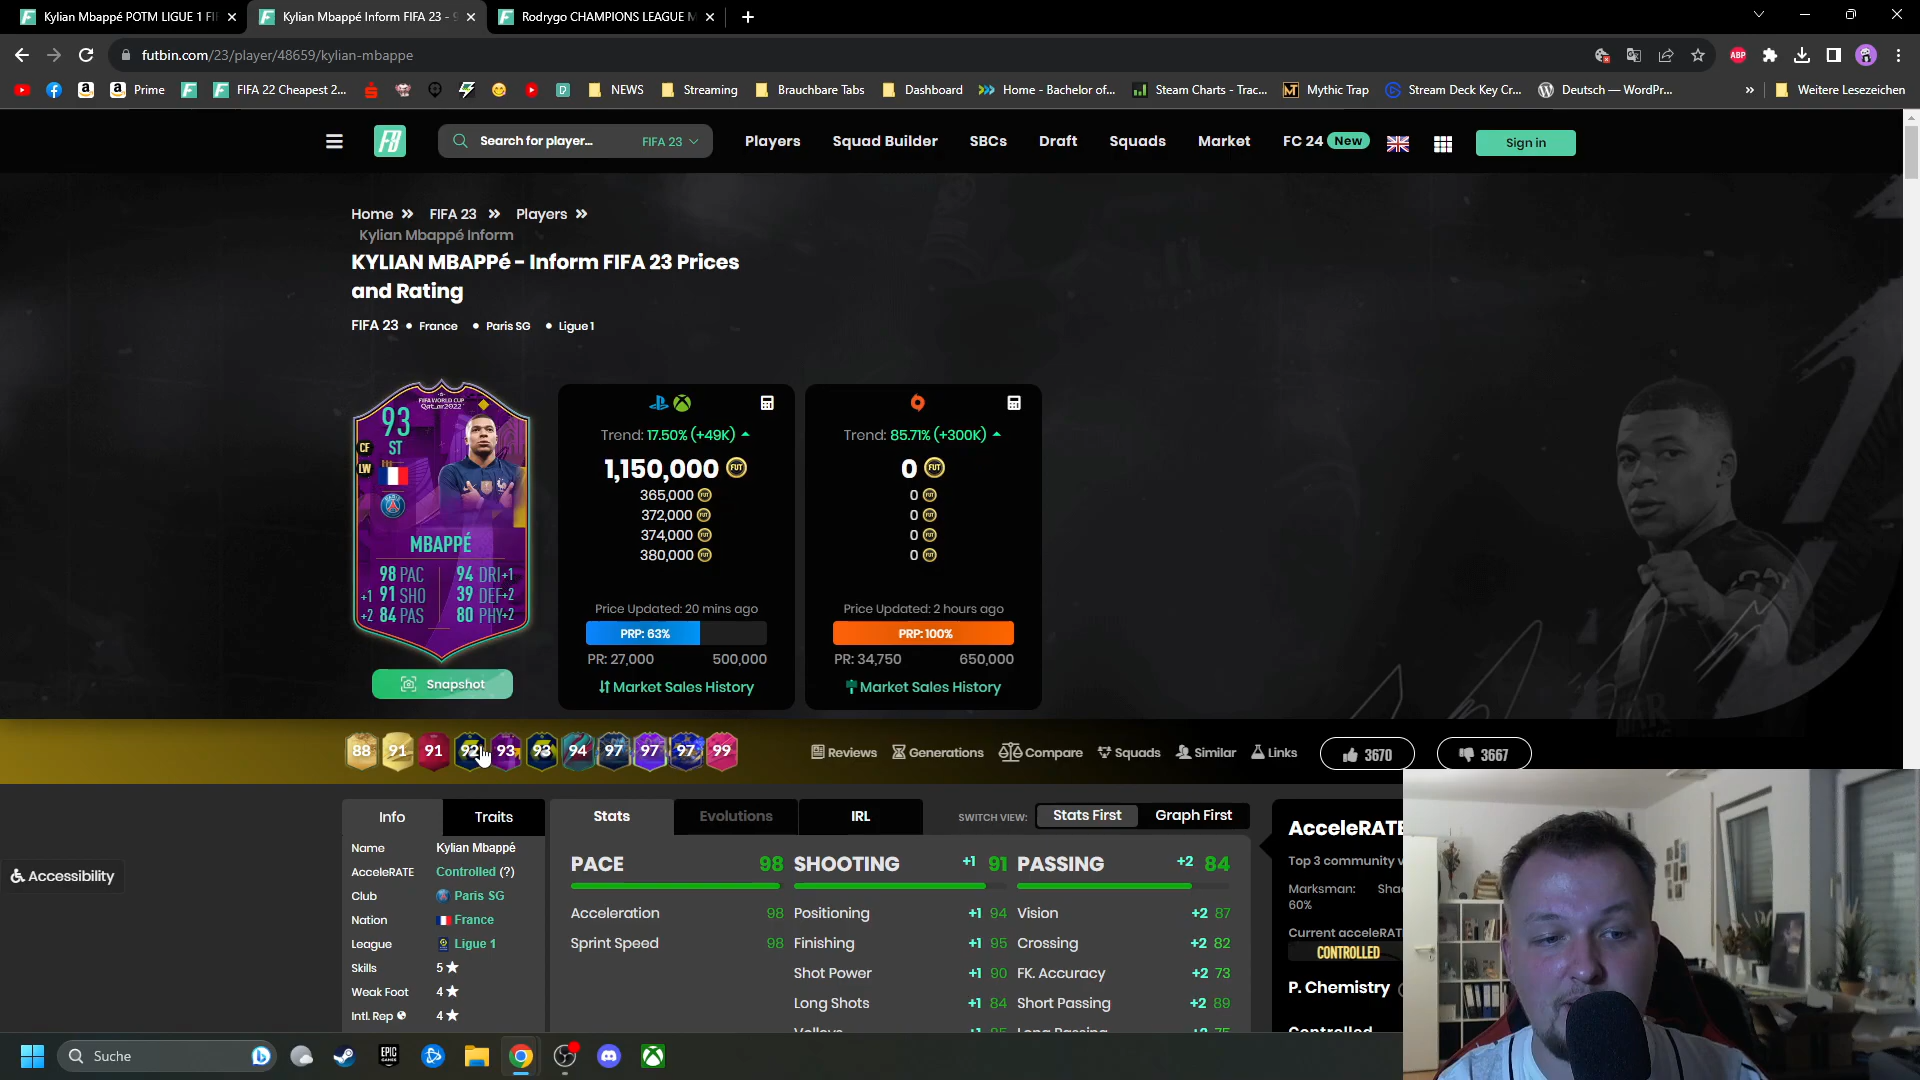 Kylian Mbappé POTM LIGUE 1 FI
Kylian Mbappé Inform FIFA 23 - 9
Rodrygo CHAMPIONS LEAGUE M
futbin.com/23/player/48659/kylian-mbappe
ABP
Prime
FIFA 22 Cheapest 2...
NEWS
Streaming
Brauchbare Tabs
Dashboard
Home - Bachelor of...
Steam Charts - Trac...
Mythic Trap
Stream Deck Key Cr...
Deutsch — WordPr...
»
Weitere Lesezeichen
FB
Search for player...
FIFA 23
Players
Squad Builder
SBCs
Draft
Squads
Market
FC 24 New
Sign in
Home » FIFA 23 » Players »
Kylian Mbappé Inform
KYLIAN MBAPPé - Inform FIFA 23 Prices
and Rating
FIFA 23 • France • Paris SG • Ligue 1
FIFA WORLD CUP
Qatar2022
93
ST
CF
LW
MBAPPÉ
98 PAC 94 DRI+1
+1 91 SHO 39 DEF+2
+2 84 PAS 80 PHY+2
Snapshot
Trend: 17.50% (+49K)
1,150,000
365,000
372,000
374,000
380,000
Price Updated: 20 mins ago
PRP: 63%
PR: 27,000 500,000
Market Sales History
Trend: 85.71% (+300K)
0
0
0
0
0
Price Updated: 2 hours ago
PRP: 100%
PR: 34,750 650,000
Market Sales History
88 91 91 92 93 93 94 97 97 97 99
Reviews
Generations
Compare
Squads
Similar
Links
3670
3667
Info
Traits
Stats
Evolutions
IRL
SWITCH VIEW:
Stats First
Graph First
Name Kylian Mbappé
AcceleRATE Controlled (?)
Club Paris SG
Nation France
League Ligue 1
Skills 5
Weak Foot 4
Intl. Rep 4
PACE 98
Acceleration 98
Sprint Speed 98
SHOOTING +1 91
Positioning +1 94
Finishing +1 95
Shot Power +1 90
Long Shots +1 84
PASSING +2 84
Vision +2 87
Crossing +2 82
FK. Accuracy +2 73
Short Passing +2 89
AcceleRATE
Top 3 community v
Marksman: Sha
60%
Current acceleRAT
CONTROLLED
P. Chemistry
Controlled
Accessibility
Suche
EPIC
GAMES